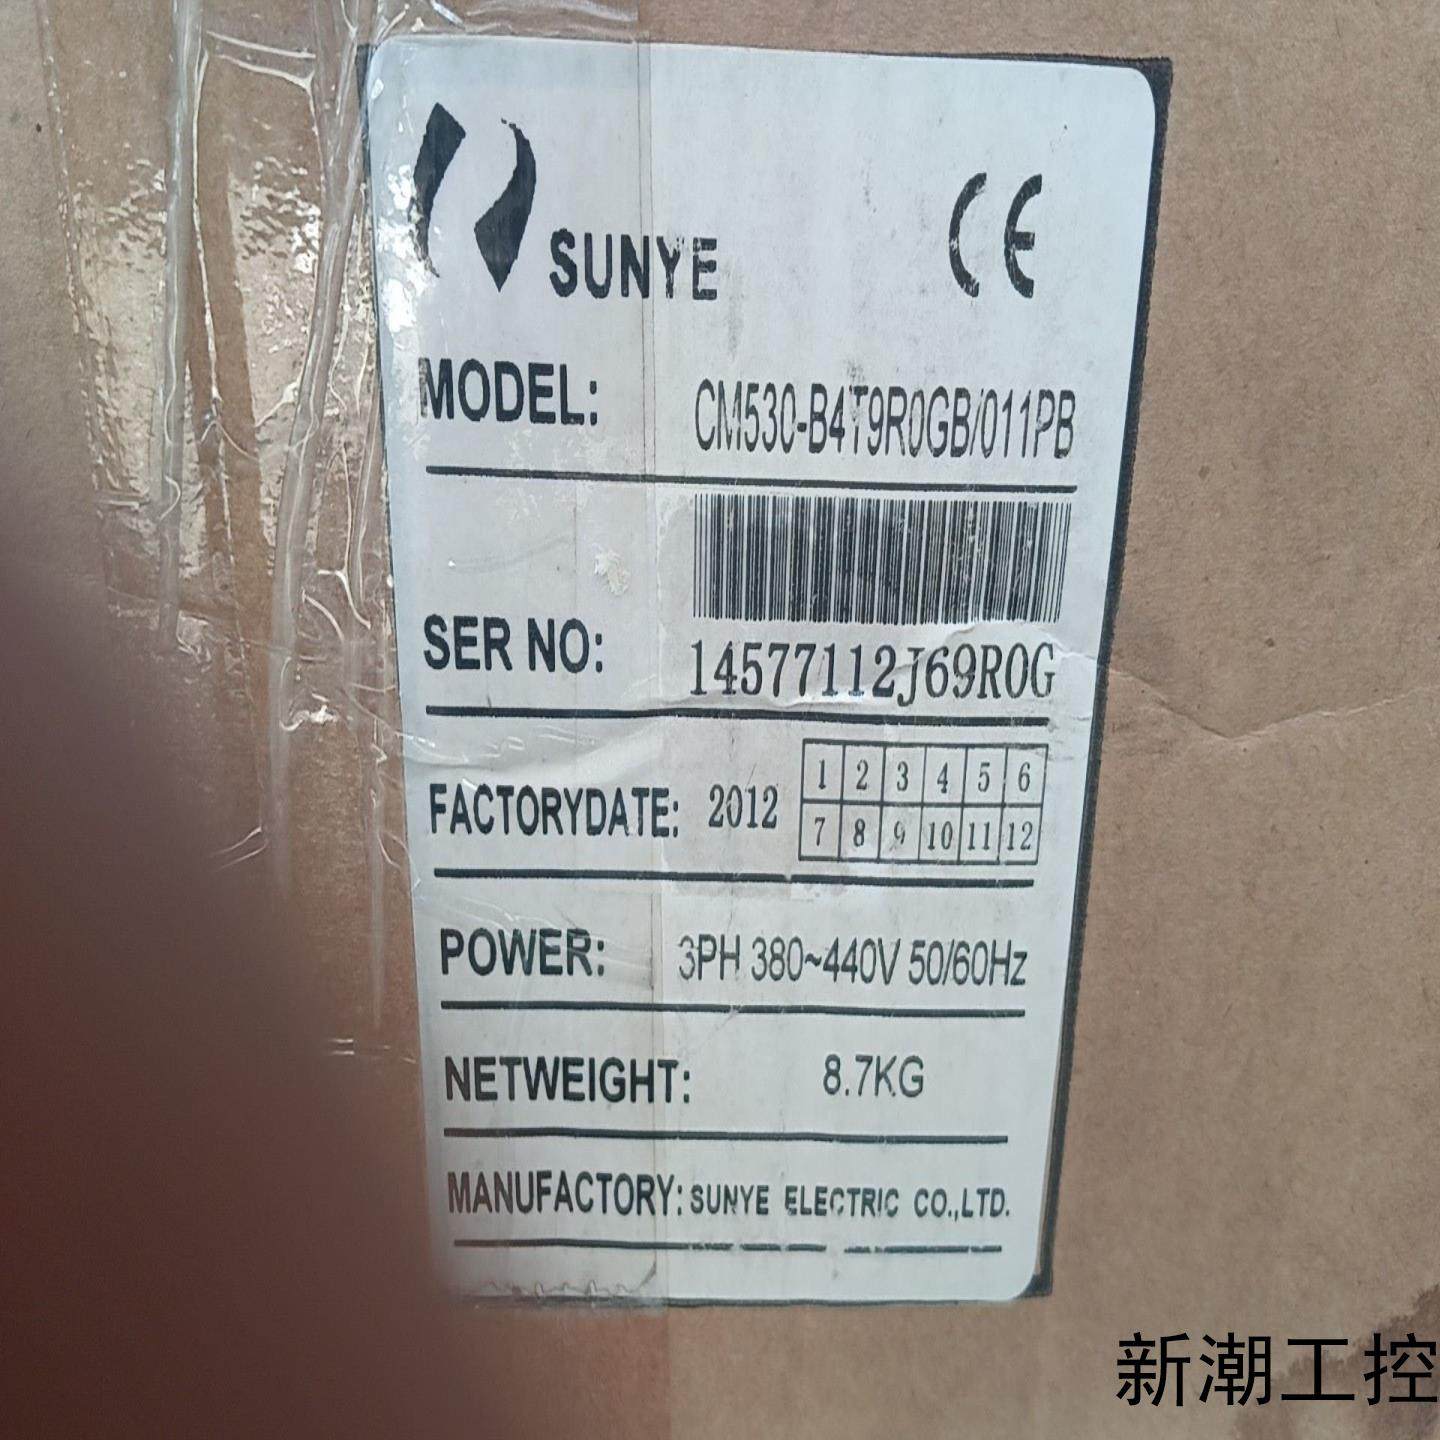 SUNYE
CE
MODEL: CM530-B4T9R0GB/011PB
SER NO: 14577112J69R0G
FACTORYDATE: 2012
1 2 3 4 5 6
7 8 9 10 11 12
POWER: 3PH 380~440V 50/60Hz
NETWEIGHT: 8.7KG
MANUFACTORY: SUNYE ELECTRIC CO.,LTD.
新潮工控